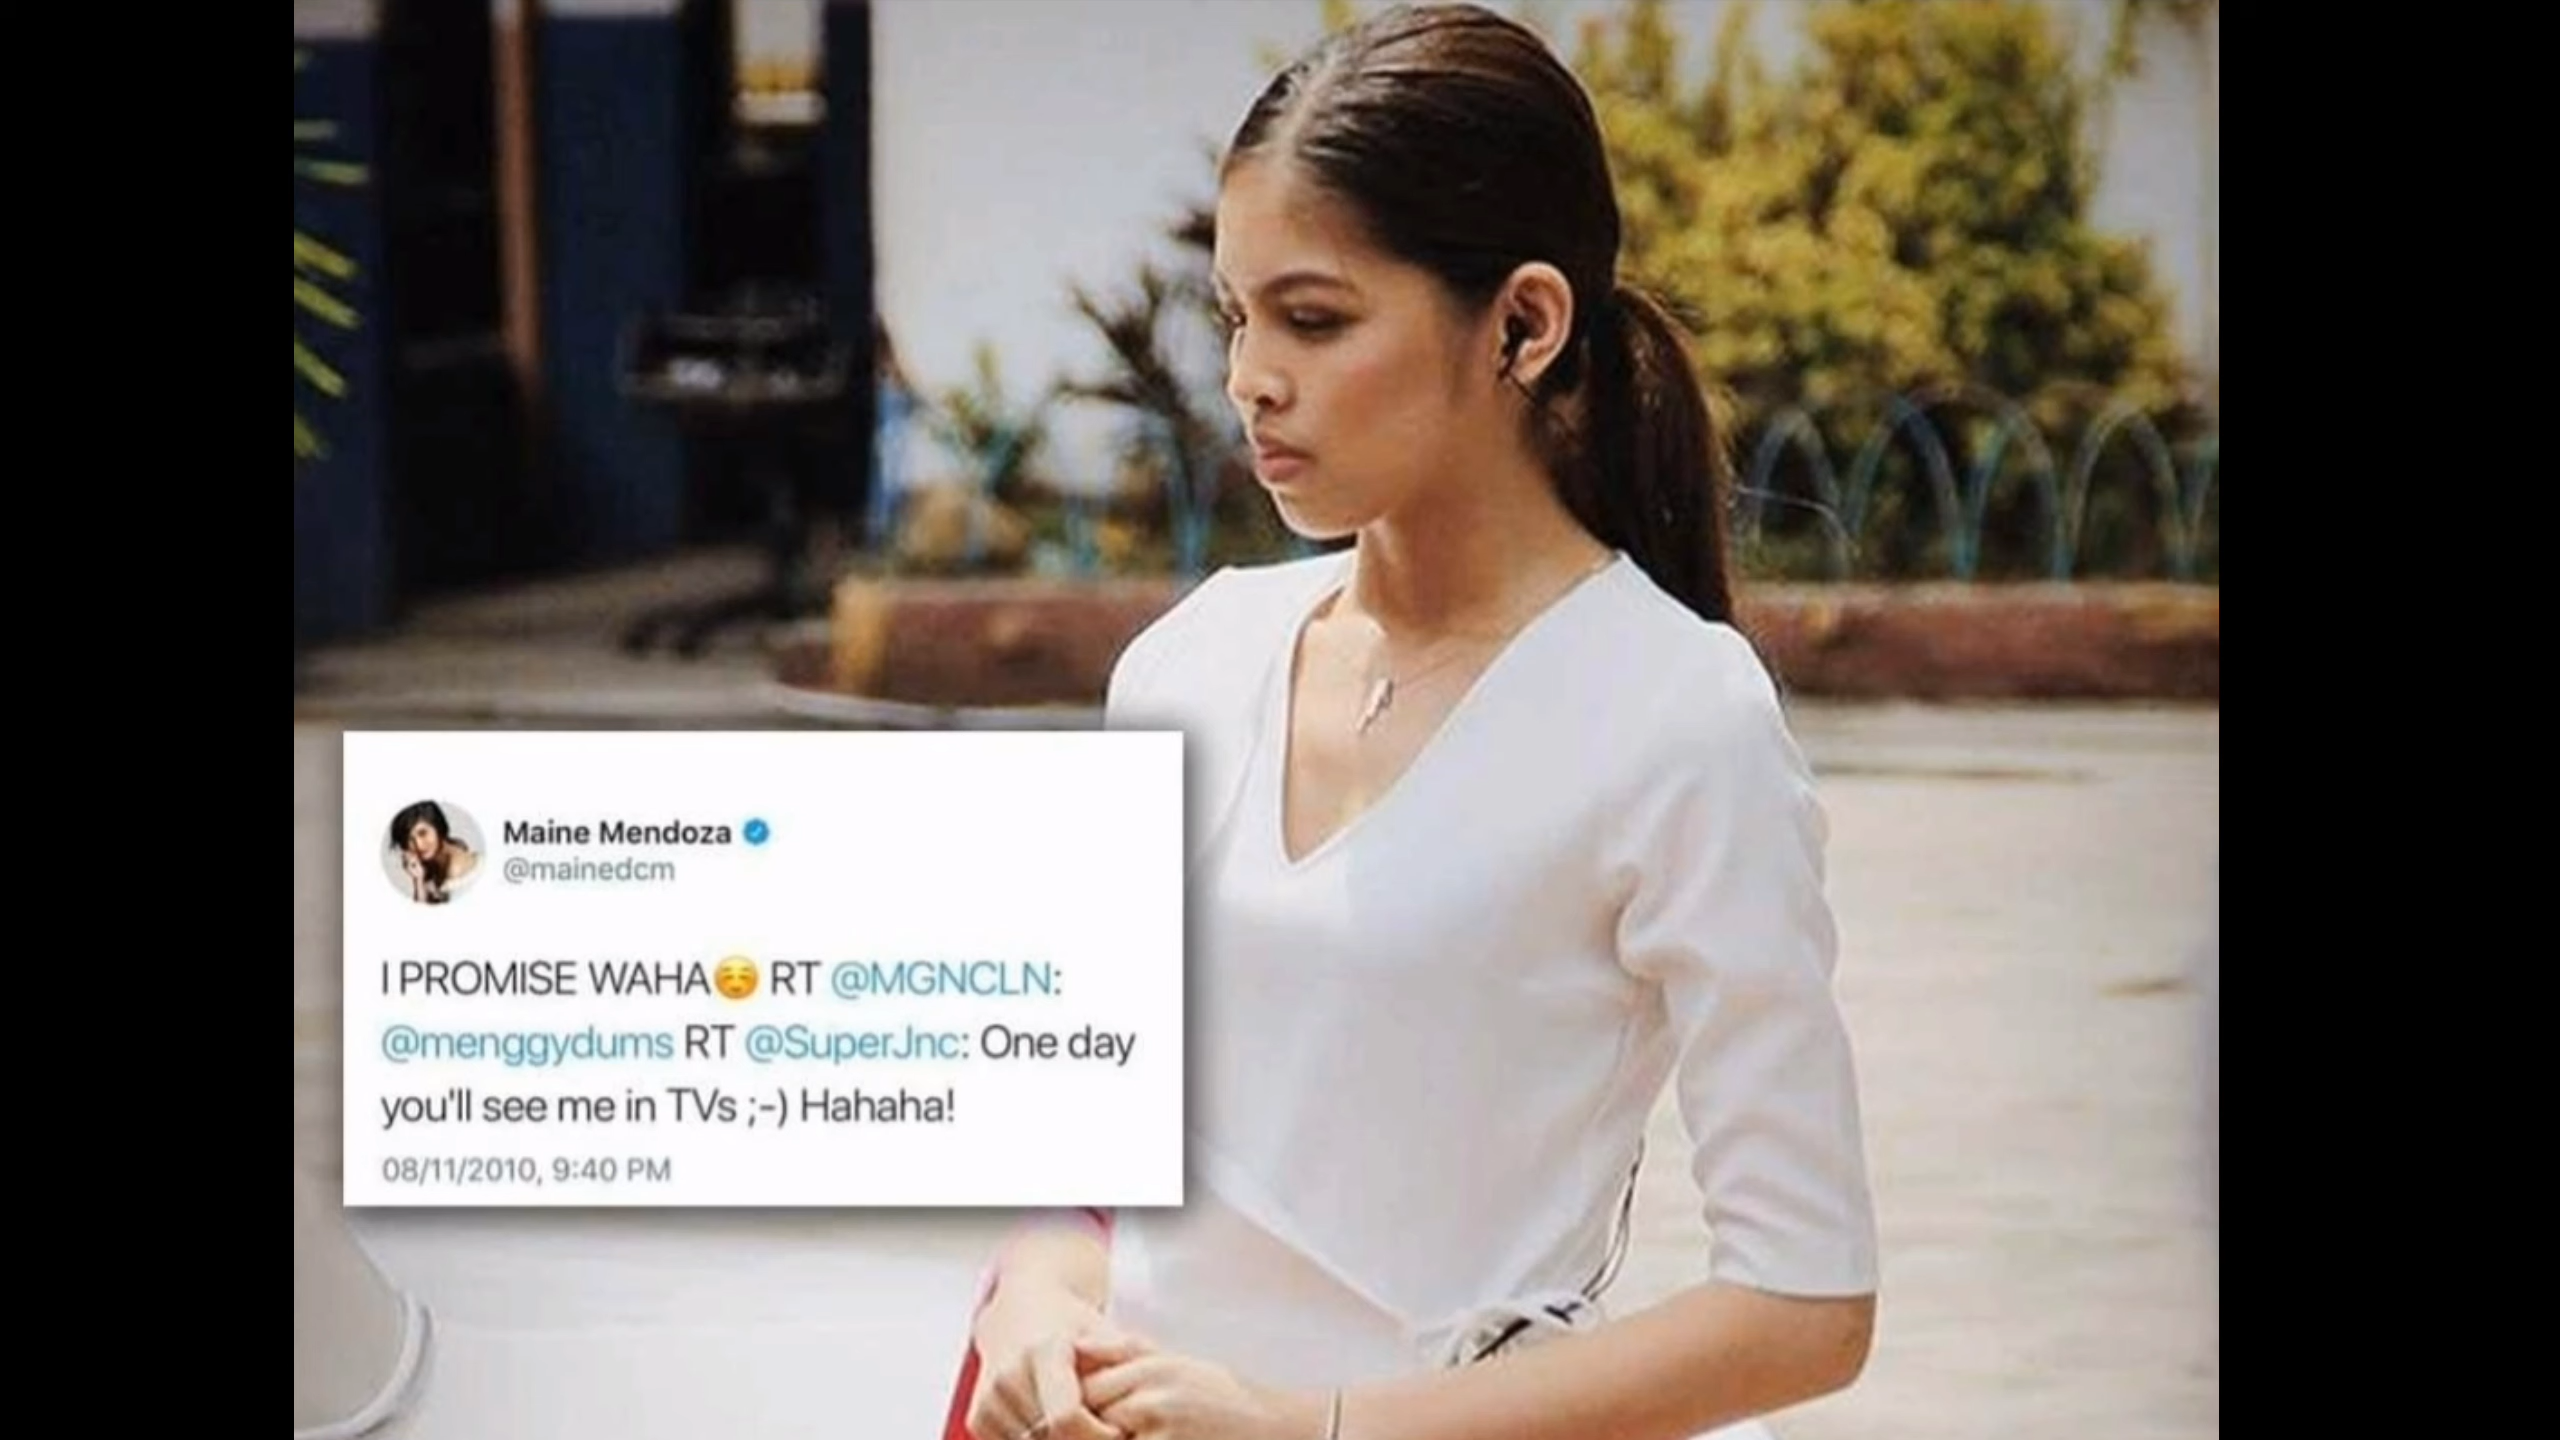 Maine Mendoza
@mainedcm
I PROMISE WAHA☺️ RT @MGNCLN:
@menggydums RT @SuperJnc: One day
you'll see me in TVs ;-) Hahaha!
08/11/2010, 9:40 PM